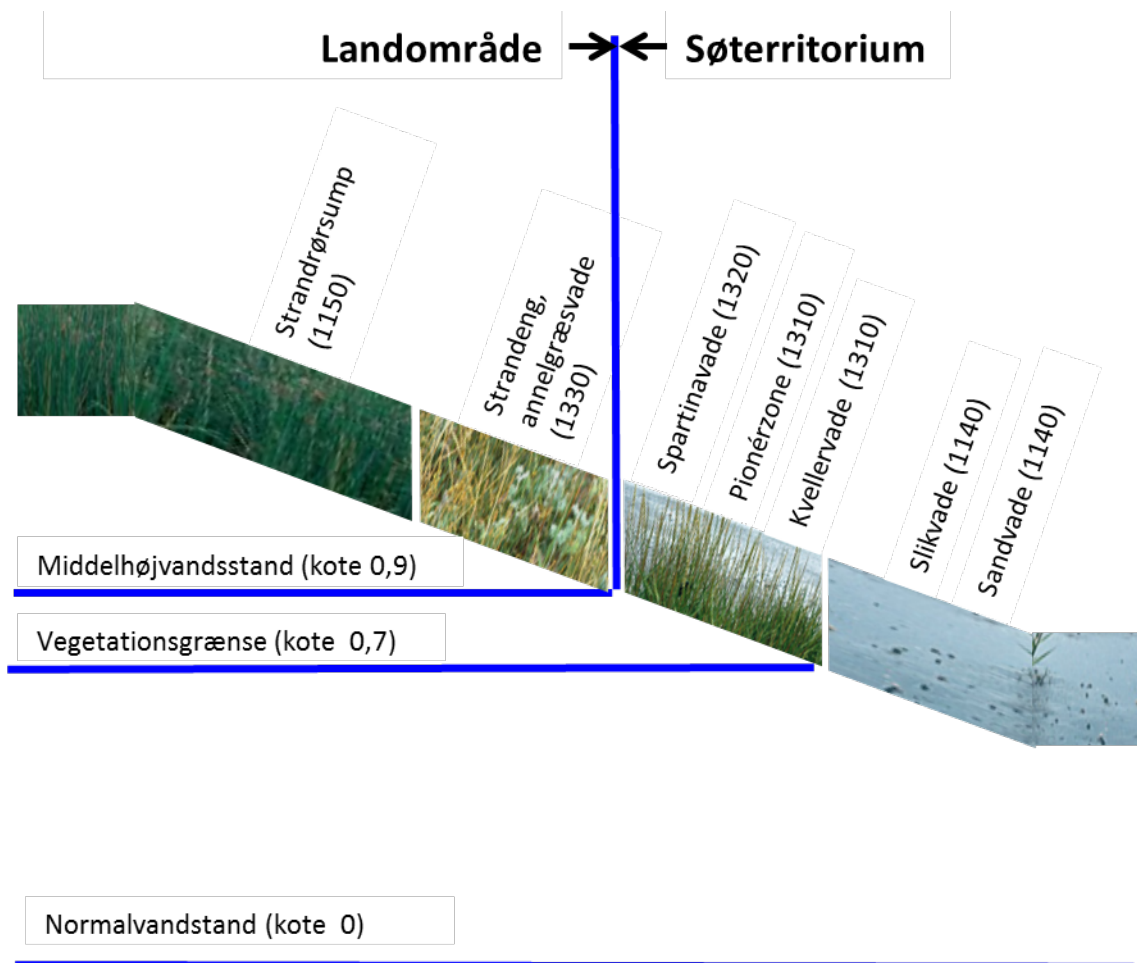 Landområde
Søterritorium
Strandrørsump
(1150)
Strandeng,
annelgræsvade
(1330)
Spartinavade (1320)
Pionérzone (1310)
Kvellervade (1310)
Slikvade (1140)
Sandvade (1140)
Middelhøjvandsstand (kote 0,9)
Vegetationsgrænse (kote 0,7)
Normalvandstand (kote 0)